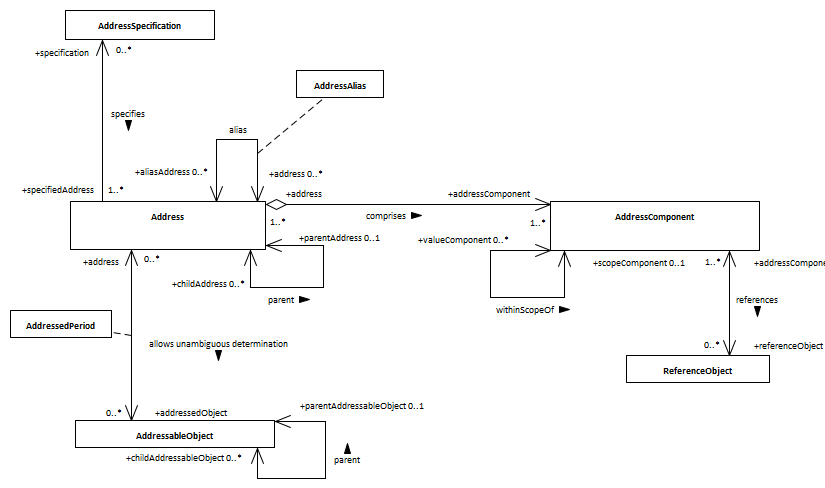 AddressSpecification
+specification 0..*
AddressAlias
specifies
alias
+aliasAddress 0..*
+address 0..*
+specifiedAddress 1..*
+address
+addressComponent
Address
comprises
AddressComponent
1..*
1..*
+parentAddress 0..1
+valueComponent 0..*
+address 0..*
+scopeComponent 0..1
1..* +addressCompone
+childAddress 0..*
parent
withinScopeOf
references
AddressedPeriod
allows unambiguous determination
0..* +referenceObject
ReferenceObject
0..* +addressedObject
+parentAddressableObject 0..1
AddressableObject
+childAddressableObject 0..*
parent